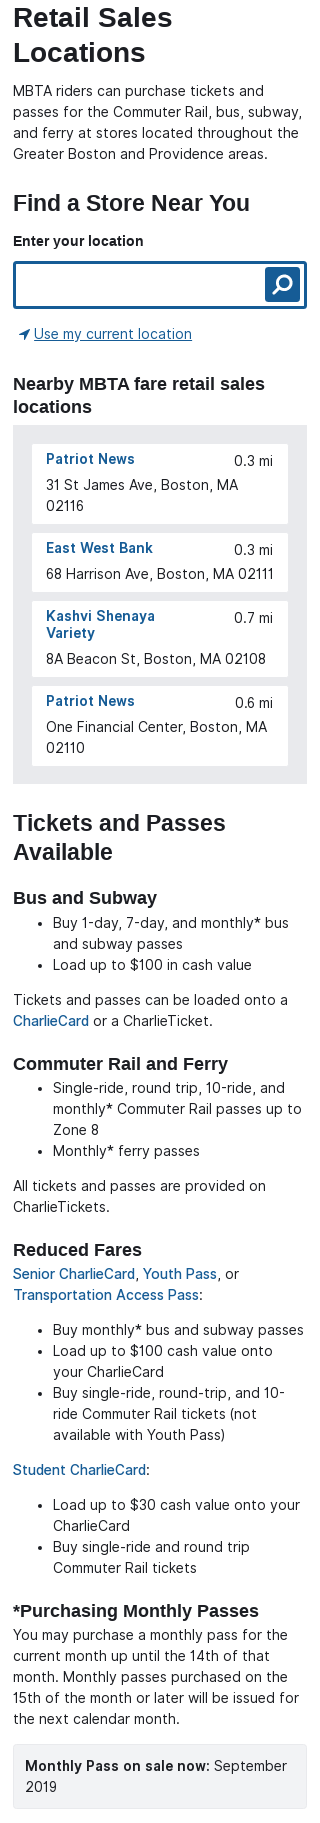 Retail Sales
Locations
MBTA riders can purchase tickets and
passes for the Commuter Rail, bus, subway,
and ferry at stores located throughout the
Greater Boston and Providence areas.
Find a Store Near You
Enter your location
Use my current location
Nearby MBTA fare retail sales
locations
Patriot News 0.3 mi
31 St James Ave, Boston, MA
02116
East West Bank 0.3 mi
68 Harrison Ave, Boston, MA 02111
Kashvi Shenaya 0.7 mi
Variety
8A Beacon St, Boston, MA 02108
Patriot News 0.6 mi
One Financial Center, Boston, MA
02110
Tickets and Passes
Available
Bus and Subway
• Buy 1-day, 7-day, and monthly* bus
and subway passes
• Load up to $100 in cash value
Tickets and passes can be loaded onto a
CharlieCard or a CharlieTicket.
Commuter Rail and Ferry
• Single-ride, round trip, 10-ride, and
monthly* Commuter Rail passes up to
Zone 8
• Monthly* ferry passes
All tickets and passes are provided on
CharlieTickets.
Reduced Fares
Senior CharlieCard, Youth Pass, or
Transportation Access Pass:
• Buy monthly* bus and subway passes
• Load up to $100 cash value onto
your CharlieCard
• Buy single-ride, round-trip, and 10-
ride Commuter Rail tickets (not
available with Youth Pass)
Student CharlieCard:
• Load up to $30 cash value onto your
CharlieCard
• Buy single-ride and round trip
Commuter Rail tickets
*Purchasing Monthly Passes
You may purchase a monthly pass for the
current month up until the 14th of that
month. Monthly passes purchased on the
15th of the month or later will be issued for
the next calendar month.
Monthly Pass on sale now: September
2019